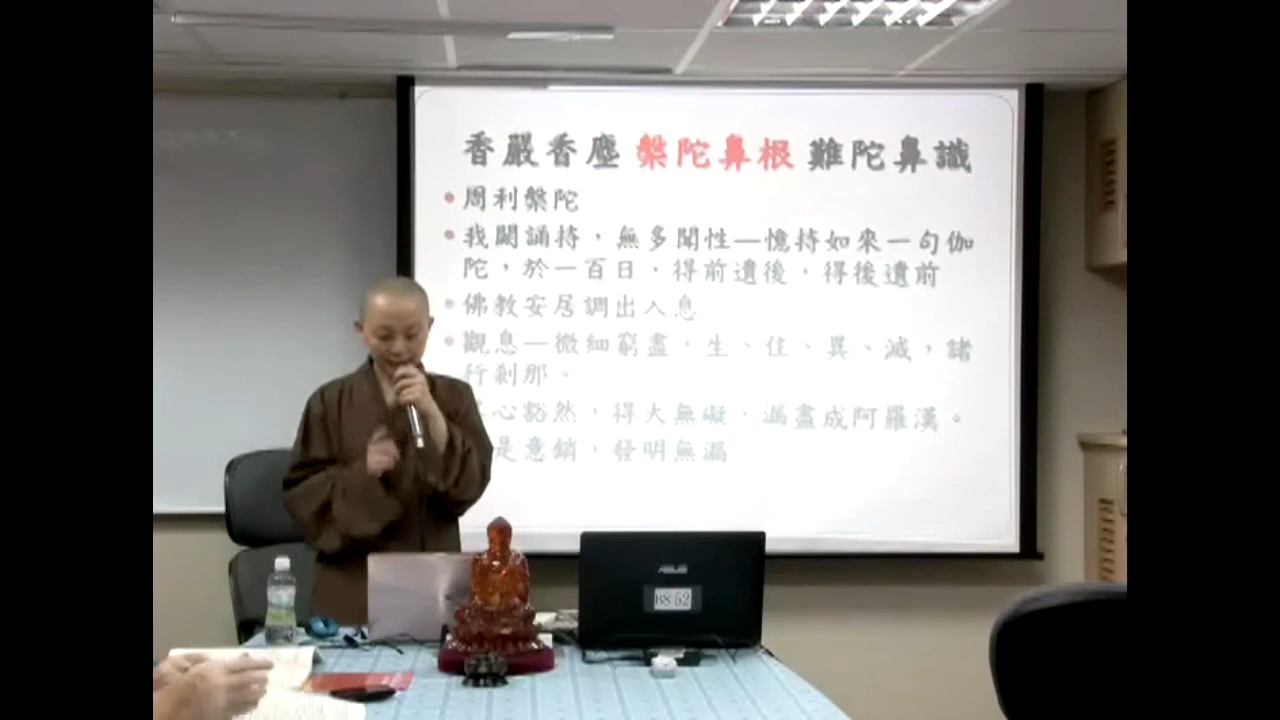 香嚴香塵 槃陀鼻根 難陀鼻識
周利槃陀
我闕誦持，無多聞性—憶持如來一句伽
陀，於一百日，得前遺後，得後遺前
佛教安居調出入息
觀息—微細窮盡，生、住、異、滅，諸
行剎那。
心豁然，得大無礙，漏盡成阿羅漢。
是意銷，發明無漏
ASUS
BS 52